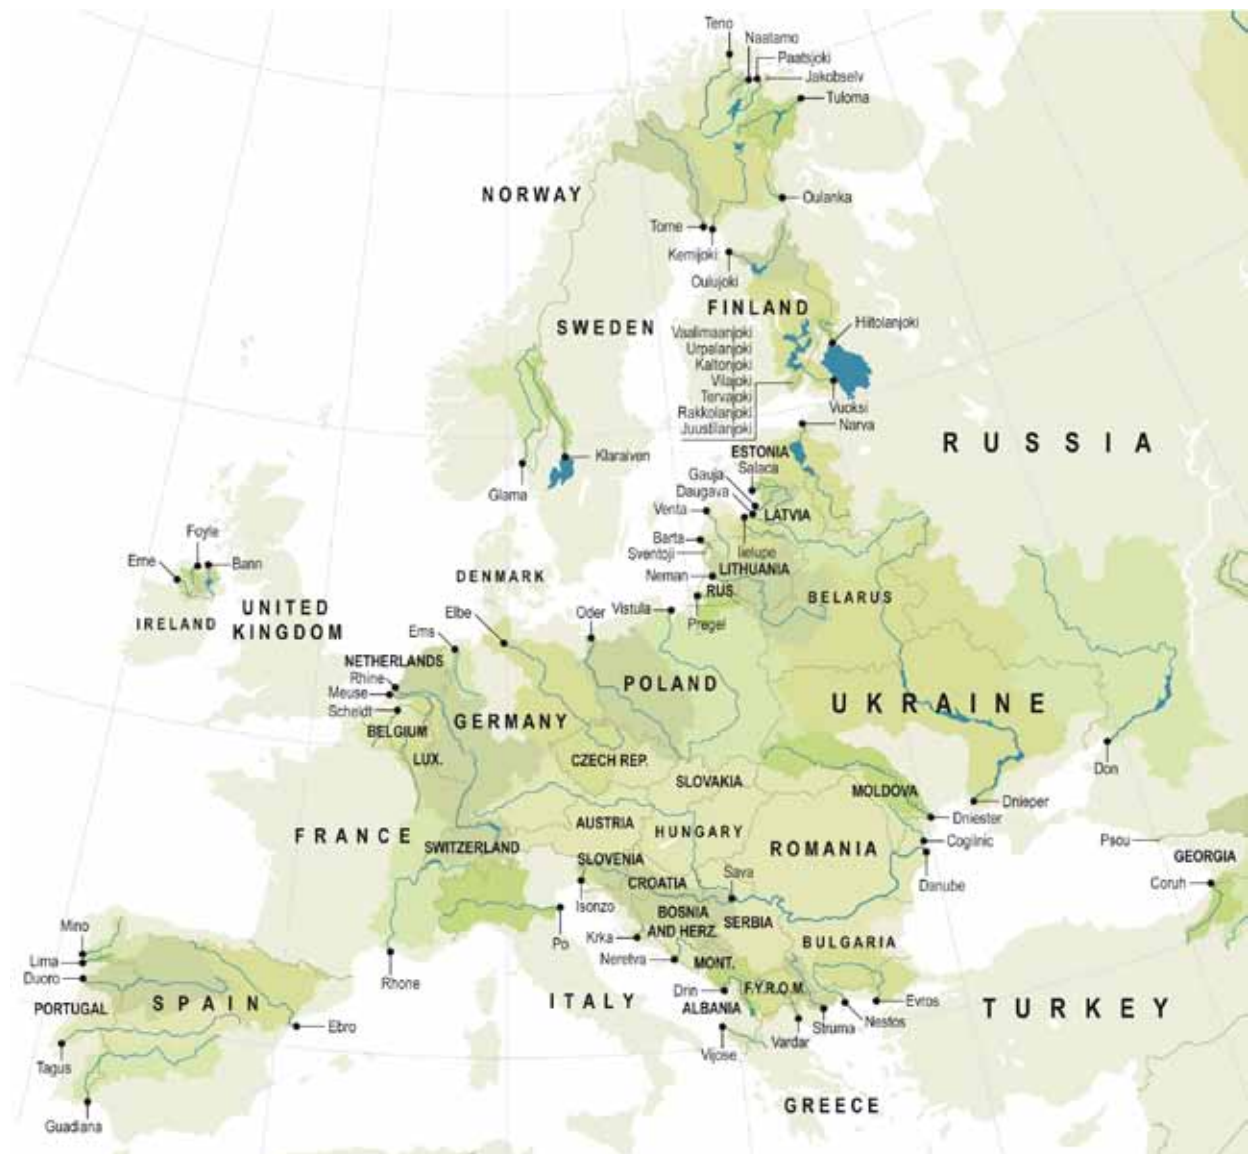 Teno
Naatamo
Paatsjoki
Jakobselv
Tuloma
NORWAY
Oulanka
Torne
Kemijoki
Oulujoki
FINLAND
SWEDEN
Hiitolanjoki
Vaalimaanjoki
Urpalanjoki
Kaltonjoki
Vilajoki
Tervajoki
Rakkolanjoki
Juustilanjoki
Vuoksi
Narva
RUSSIA
ESTONIA
Salaca
Klaraiven
Gauja
Daugava
Glama
Venta
LATVIA
Foyle
Barta
Sventoji
Ielupe
Erne
Bann
LITHUANIA
DENMARK
Neman
RUS.
BELARUS
UNITED
KINGDOM
IRELAND
Elbe
Oder
Vistula
Pregel
Ems
NETHERLANDS
Rhine
Meuse
Scheldt
POLAND
UKRAINE
GERMANY
BELGIUM
LUX.
CZECH REP.
Don
SLOVAKIA
MOLDOVA
Dnieper
Dniester
AUSTRIA
HUNGARY
FRANCE
SWITZERLAND
ROMANIA
Cogilnic
Psou
GEORGIA
SLOVENIA
Sava
CROATIA
Danube
Coruh
Isonzo
BOSNIA
AND HERZ.
SERBIA
Mino
Po
Krka
BULGARIA
Lima
Neretva
MONT.
Duoro
Rhone
Drin
F.Y.R.O.M.
PORTUGAL
SPAIN
ITALY
ALBANIA
Evros
TURKEY
Nestos
Struma
Ebro
Vardar
Vijose
Tagus
GREECE
Guadiana